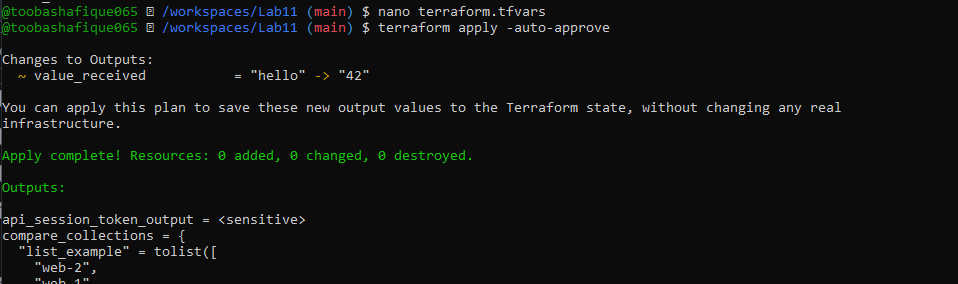 @toobashafique065 /workspaces/Lab11 (main) $ nano terraform.tfvars
@toobashafique065 /workspaces/Lab11 (main) $ terraform apply -auto-approve
Changes to Outputs:
~ value_received = "hello" -> "42"
You can apply this plan to save these new output values to the Terraform state, without changing any real
infrastructure.
Apply complete! Resources: 0 added, 0 changed, 0 destroyed.
Outputs:
api_session_token_output = <sensitive>
compare_collections = {
"list_example" = tolist([
"web-2",
"web-1"